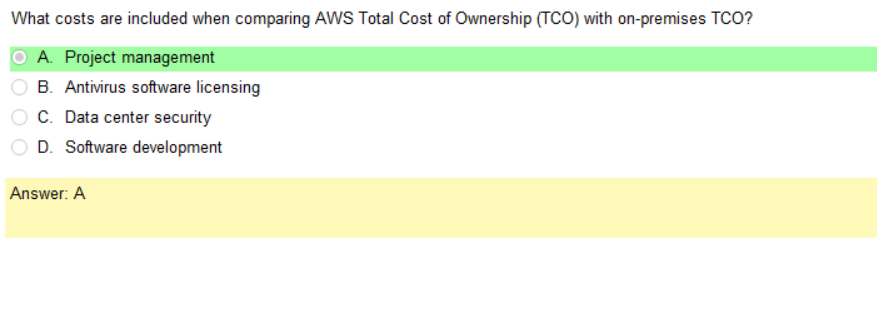 What costs are included when comparing AWS Total Cost of Ownership (TCO) with on-premises TCO?
A. Project management
B. Antivirus software licensing
C. Data center security
D. Software development
Answer: A